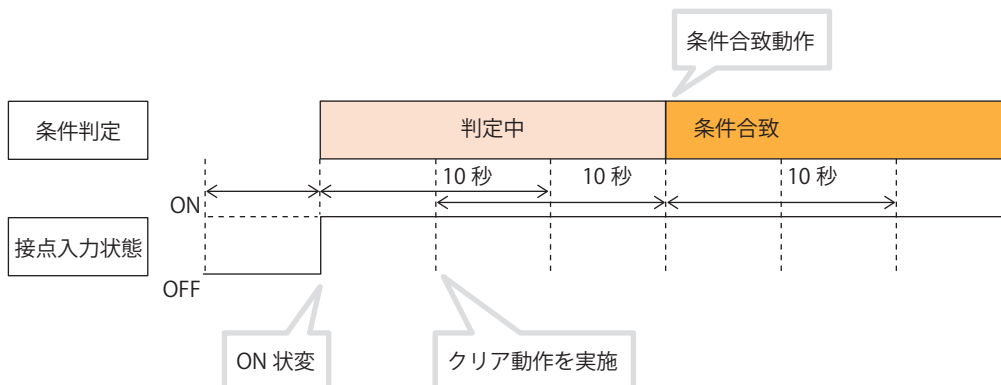 条件合致動作
条件判定
判定中
条件合致
10 秒
10 秒
10 秒
ON
接点入力状態
OFF
ON 状変
クリア動作を実施